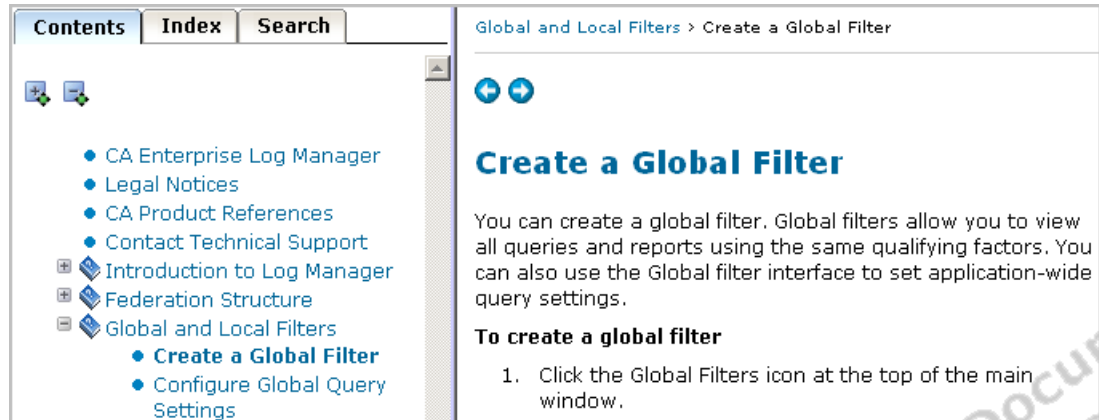 Contents
Index
Search
CA Enterprise Log Manager
Legal Notices
CA Product References
Contact Technical Support
Introduction to Log Manager
Federation Structure
Global and Local Filters
Create a Global Filter
Configure Global Query
Settings
Global and Local Filters > Create a Global Filter
Create a Global Filter
You can create a global filter. Global filters allow you to view
all queries and reports using the same qualifying factors. You
can also use the Global filter interface to set application-wide
query settings.
To create a global filter
1. Click the Global Filters icon at the top of the main
window.